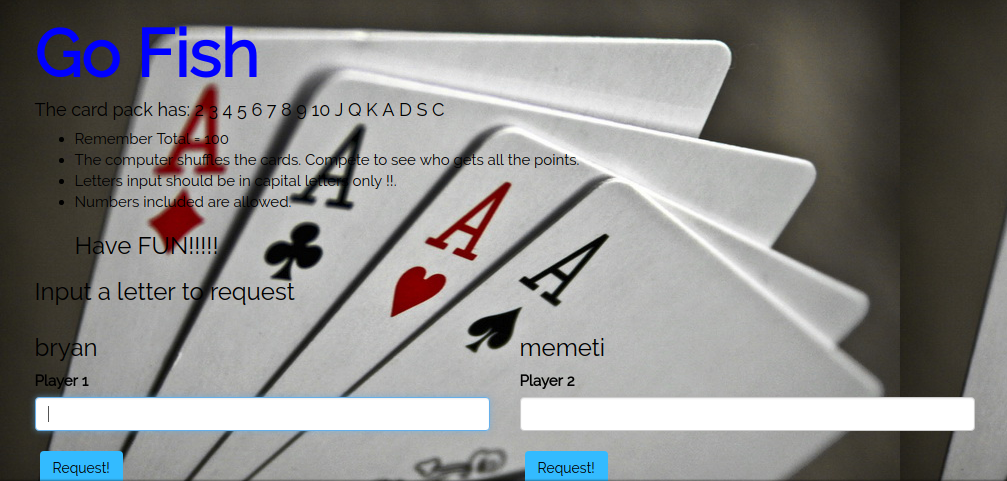 Go Fish
The card pack has: 2 3 4 5 6 7 8 9 10 J Q K A D S C
Remember Total = 100
The computer shuffles the cards. Compete to see who gets all the points.
Letters input should be in capital letters only !!.
Numbers included are allowed.
Have FUN!!!!!
Input a letter to request
bryan
memeti
Player 1
Player 2
Request!
Request!
A
A
A
A